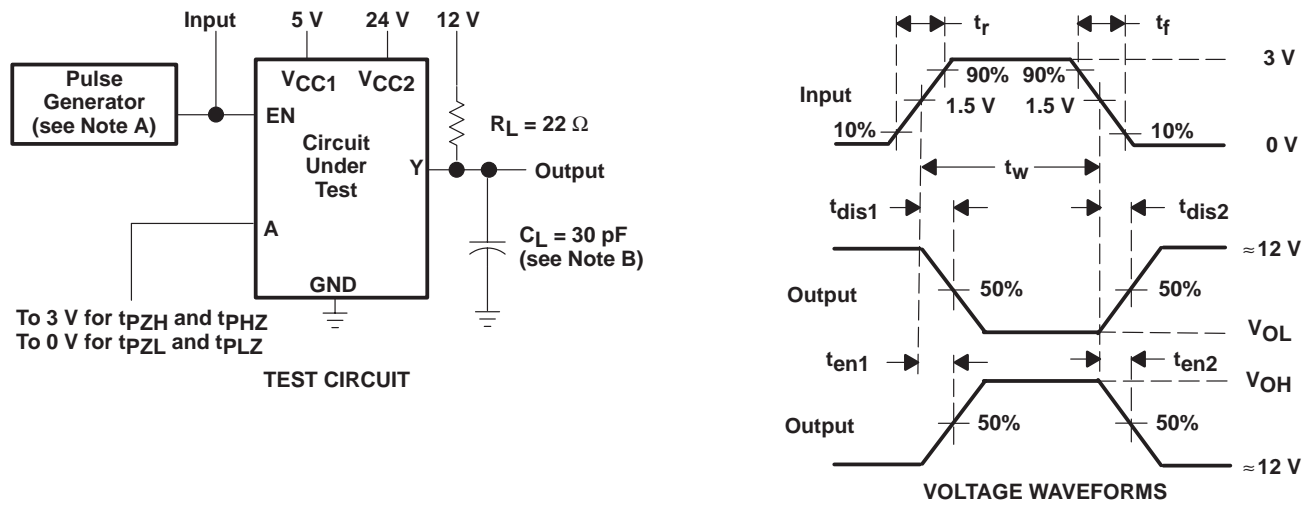 Input
5 V
24 V
12 V
Pulse
Generator
(see Note A)
VCC1
VCC2
EN
Circuit
Under
Test
RL = 22 Ω
Y
Output
A
CL = 30 pF
(see Note B)
GND
To 3 V for tPZH and tPHZ
To 0 V for tPZL and tPLZ
TEST CIRCUIT
tr
tf
3 V
90%
90%
Input
1.5 V
1.5 V
10%
10%
0 V
tw
tdis1
tdis2
≈ 12 V
Output
50%
50%
VOL
ten1
ten2
VOH
Output
50%
50%
≈ 12 V
VOLTAGE WAVEFORMS